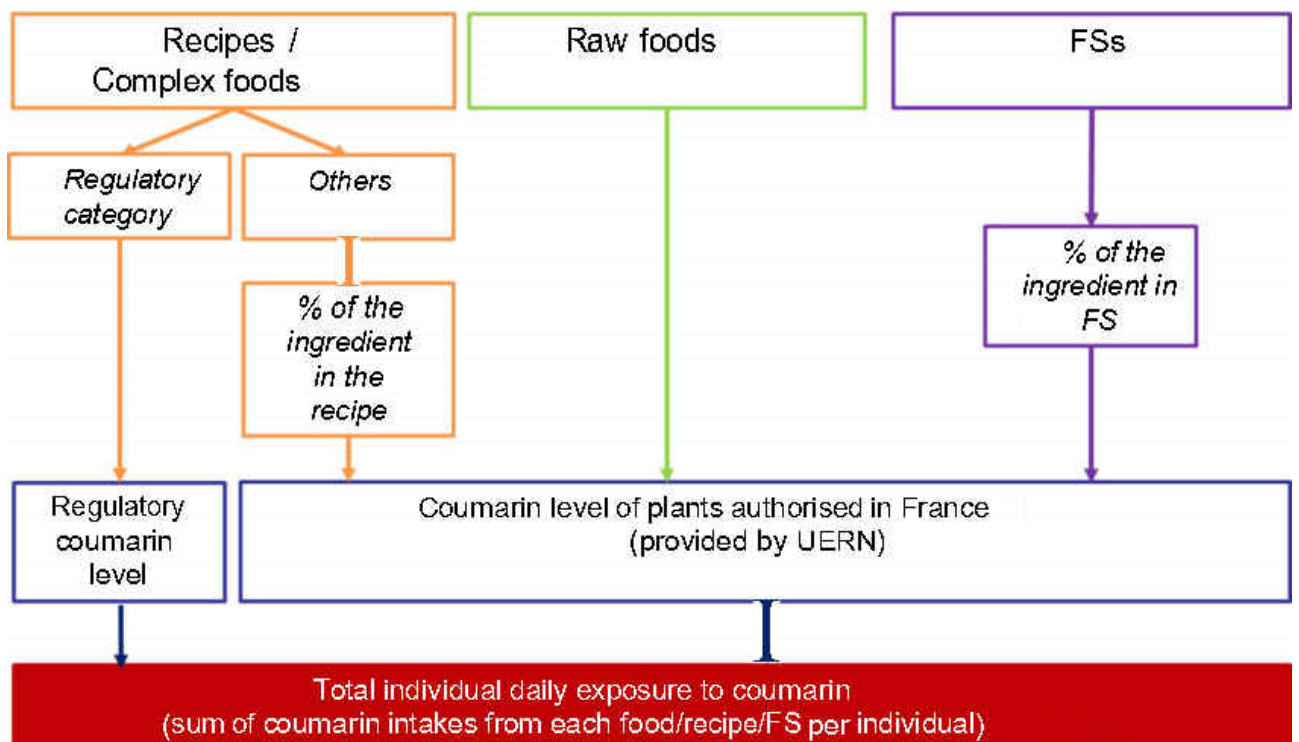 Recipes /
Complex foods
Raw foods
FSs
Regulatory
category
Others
% of the
ingredient
in the
recipe
% of the
ingredient in
FS
Regulatory
coumarin
level
Coumarin level of plants authorised in France
(provided by UERN)
Total individual daily exposure to coumarin
(sum of coumarin intakes from each food/recipe/FS per individual)